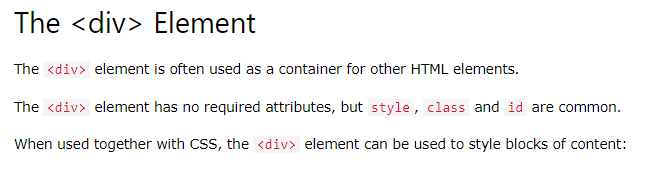 The <div> Element
The <div> element is often used as a container for other HTML elements.
The <div> element has no required attributes, but style, class and id are common.
When used together with CSS, the <div> element can be used to style blocks of content: